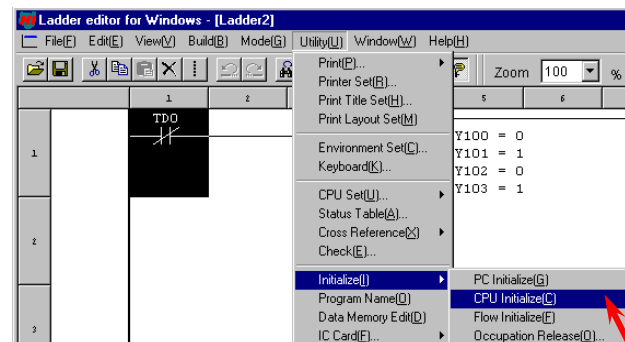 Ladder editor for Windows - [Ladder2]
File(F) Edit(E) View(V) Build(B) Mode(G) Utility(U) Window(W) Help(H)
Zoom 100 %
1 2 5 6
TD0
1
2
3
Print(P)...
Printer Set(R)...
Print Title Set(H)...
Print Layout Set(M)
Environment Set(C)...
Keyboard(K)...
CPU Set(U)...
Status Table(A)...
Cross Reference(X)
Check(E)...
Initialize(I)
Program Name(O)
Data Memory Edit(D)
IC Card(F)...
Y100 = 0
Y101 = 1
Y102 = 0
Y103 = 1
PC Initialize(G)
CPU Initialize(C)
Flow Initialize(F)
Occupation Release(O)...